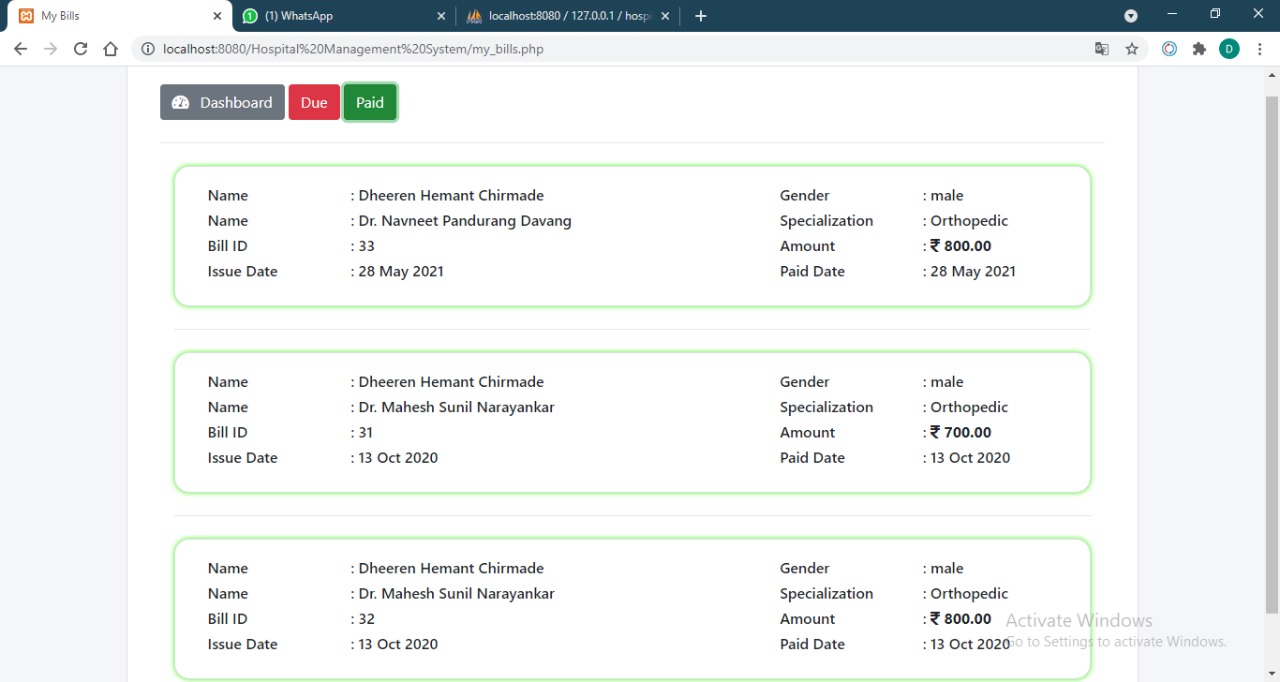 My Bills
(1) WhatsApp
localhost:8080 / 127.0.0.1 / hospi
localhost:8080/Hospital%20Management%20System/my_bills.php
D
Dashboard Due Paid
Name : Dheeren Hemant Chirmade Gender : male
Name : Dr. Navneet Pandurang Davang Specialization : Orthopedic
Bill ID : 33 Amount : ₹ 800.00
Issue Date : 28 May 2021 Paid Date : 28 May 2021
Name : Dheeren Hemant Chirmade Gender : male
Name : Dr. Mahesh Sunil Narayankar Specialization : Orthopedic
Bill ID : 31 Amount : ₹ 700.00
Issue Date : 13 Oct 2020 Paid Date : 13 Oct 2020
Name : Dheeren Hemant Chirmade Gender : male
Name : Dr. Mahesh Sunil Narayankar Specialization : Orthopedic
Bill ID : 32 Amount : ₹ 800.00
Issue Date : 13 Oct 2020 Paid Date : 13 Oct 2020
Activate Windows
Go to Settings to activate Windows.